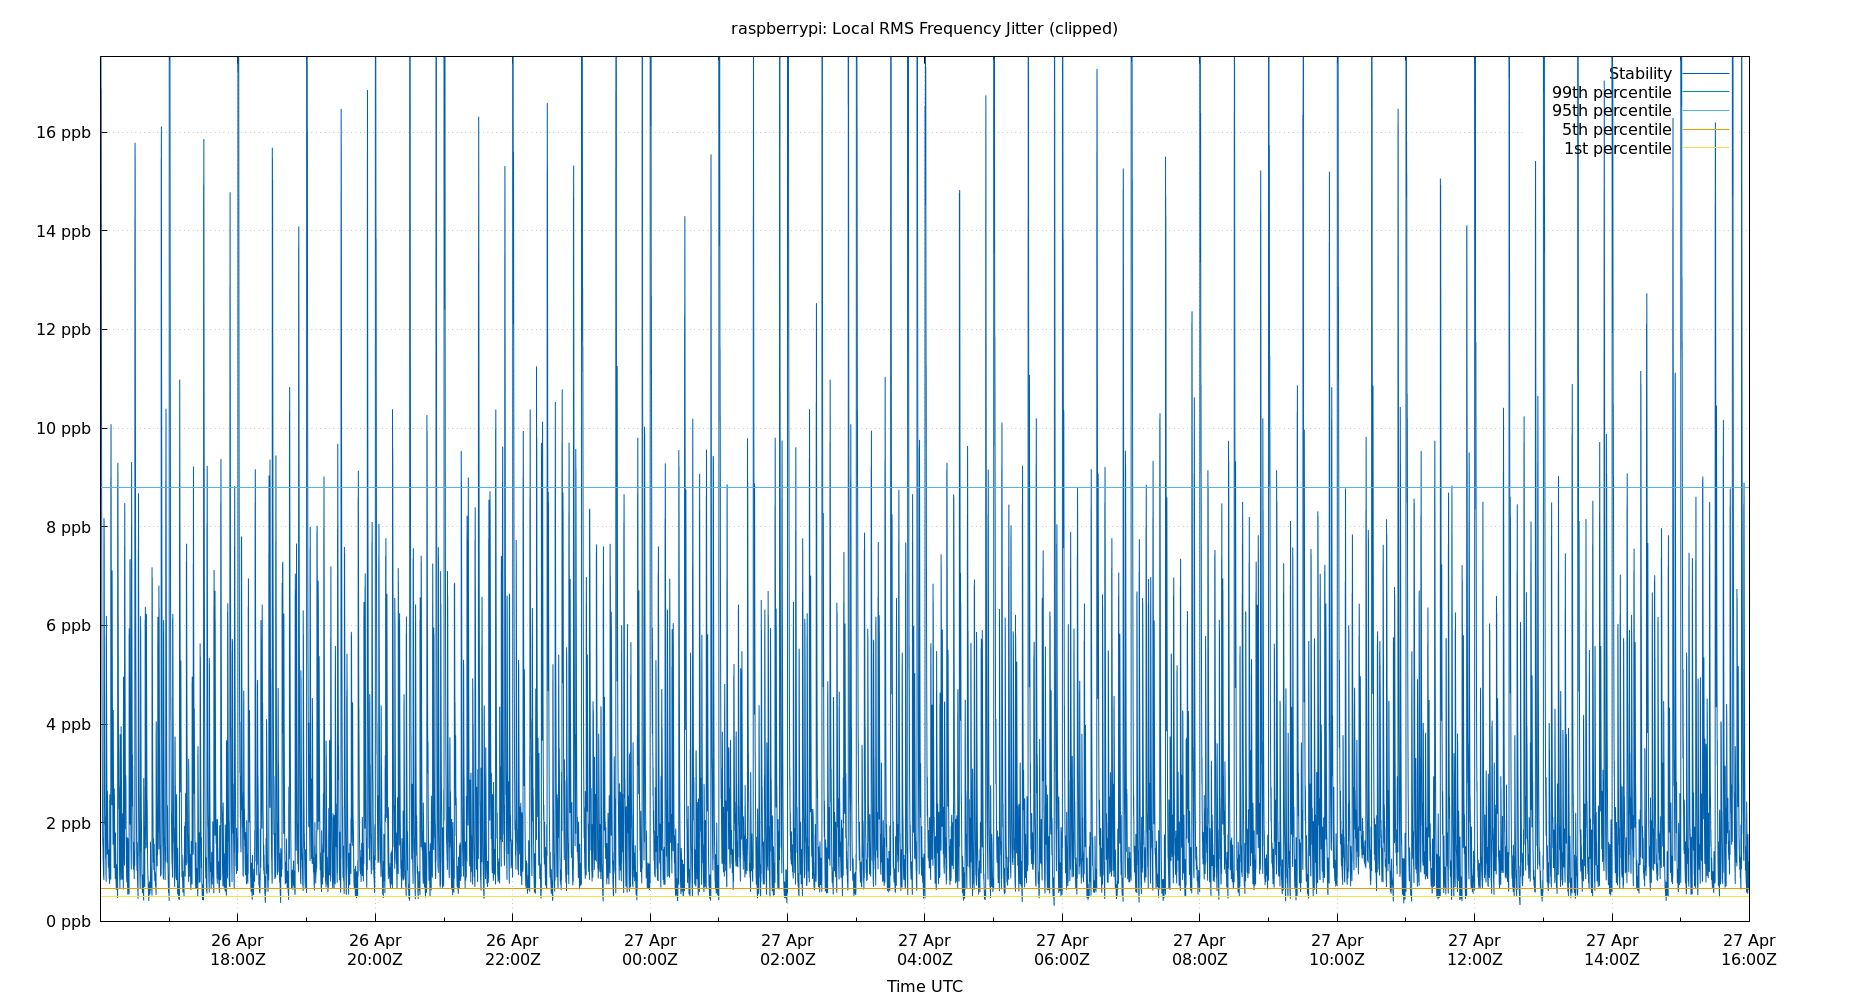 raspberrypi: Local RMS Frequency Jitter (clipped)
Stability
99th percentile
95th percentile
5th percentile
1st percentile
16 ppb
14 ppb
12 ppb
10 ppb
8 ppb
6 ppb
4 ppb
2 ppb
0 ppb
26 Apr 26 Apr 26 Apr 27 Apr 27 Apr 27 Apr 27 Apr 27 Apr 27 Apr 27 Apr 27 Apr 27 Apr
18:00Z 20:00Z 22:00Z 00:00Z 02:00Z 04:00Z 06:00Z 08:00Z 10:00Z 12:00Z 14:00Z 16:00Z
Time UTC